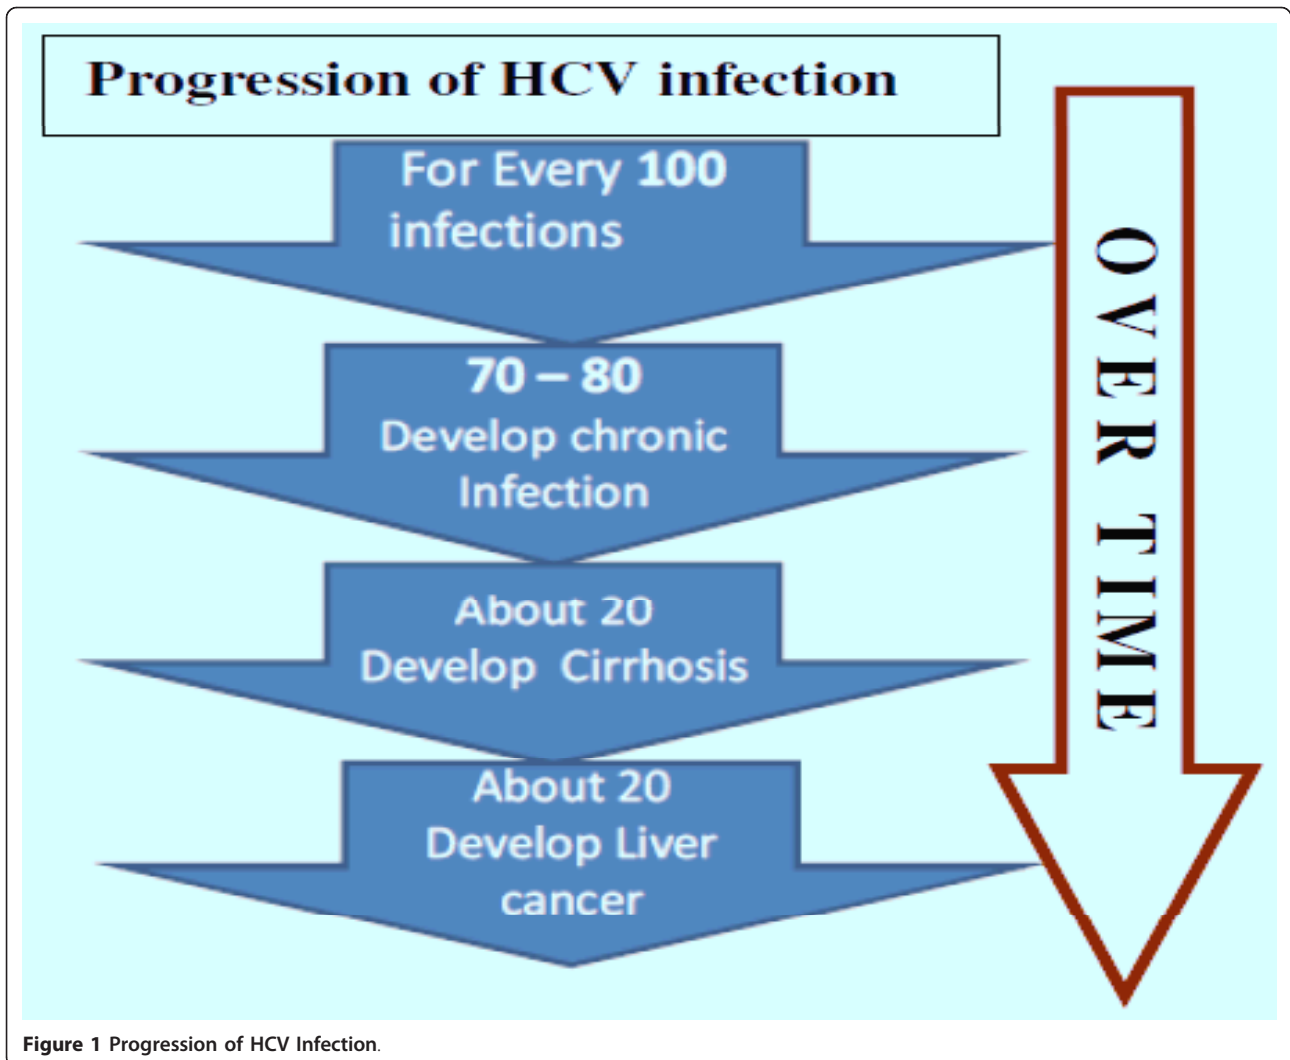 Progression of HCV infection
For Every 100
infections
70 – 80
Develop chronic
Infection
About 20
Develop Cirrhosis
About 20
Develop Liver
cancer
OVER TIME
Figure 1 Progression of HCV Infection.